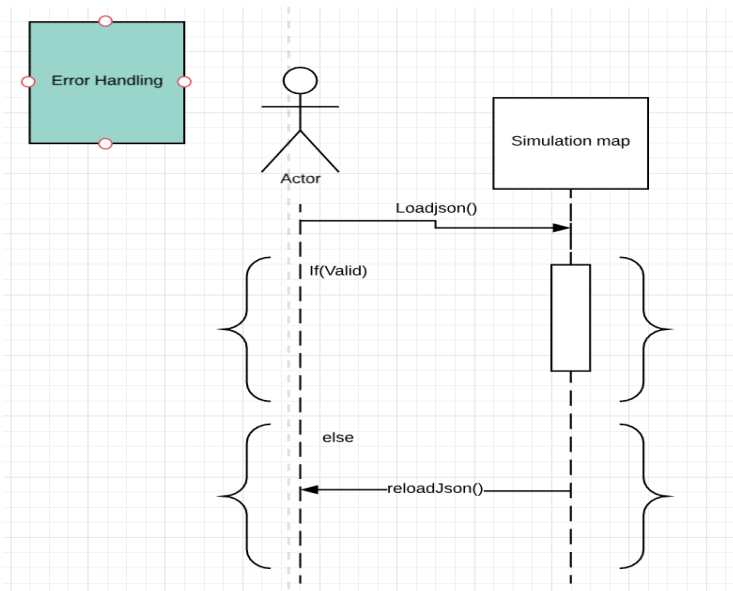 Error Handling
Actor
Simulation map
Loadjson()
If(Valid)
else
reloadJson()